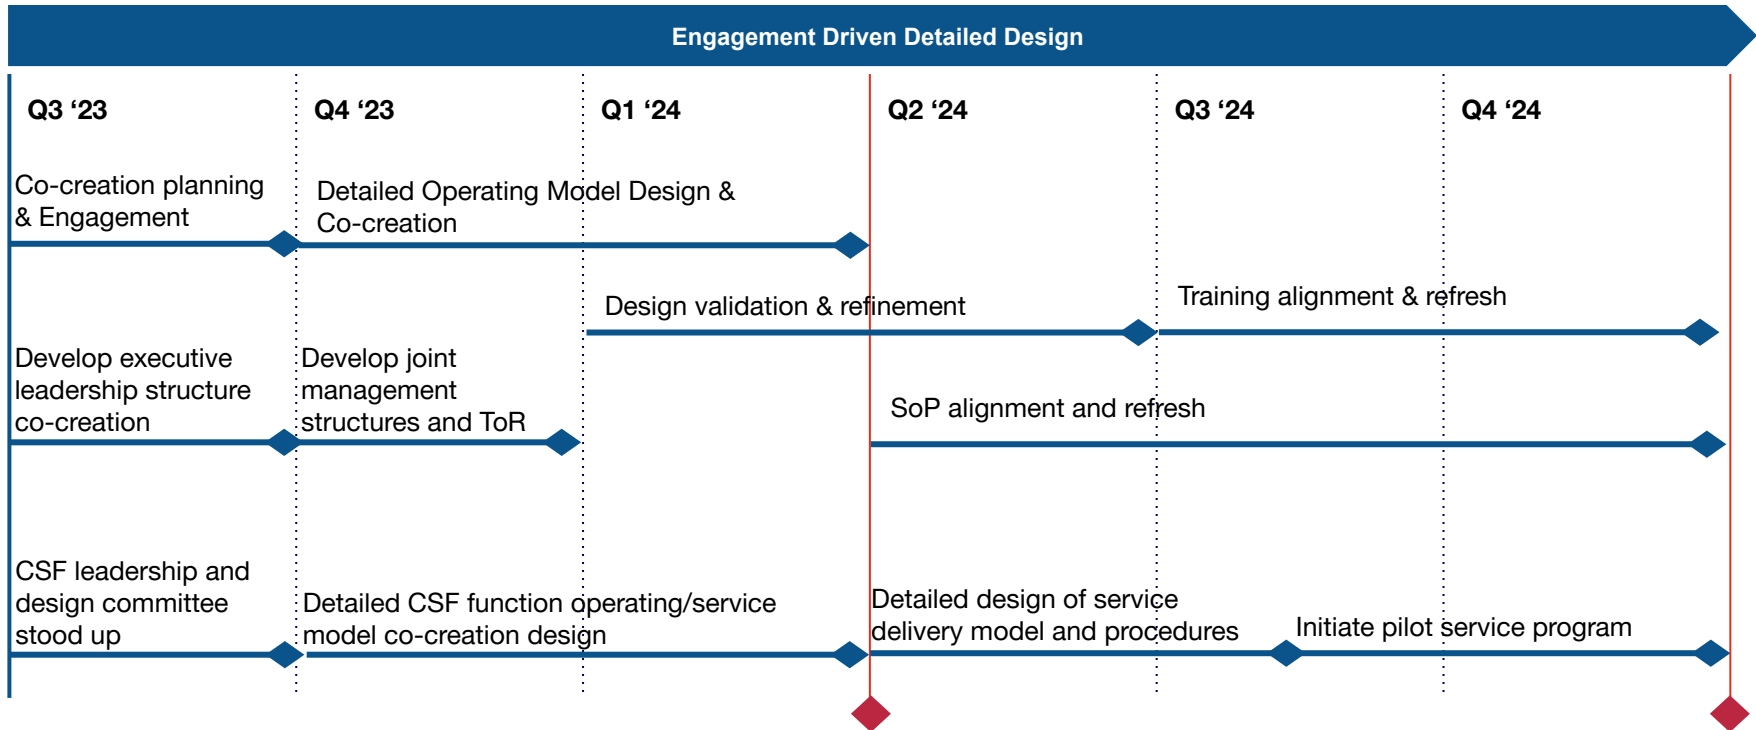 Engagement Driven Detailed Design
Q3 ‘23
Q4 ‘23
Q1 ‘24
Q2 ‘24
Q3 ‘24
Q4 ‘24
Co-creation planning
& Engagement
Detailed Operating Model Design &
Co-creation
Design validation & refinement
Training alignment & refresh
Develop executive
leadership structure
co-creation
Develop joint
management
structures and ToR
SoP alignment and refresh
CSF leadership and
design committee
stood up
Detailed CSF function operating/service
model co-creation design
Detailed design of service
delivery model and procedures
Initiate pilot service program